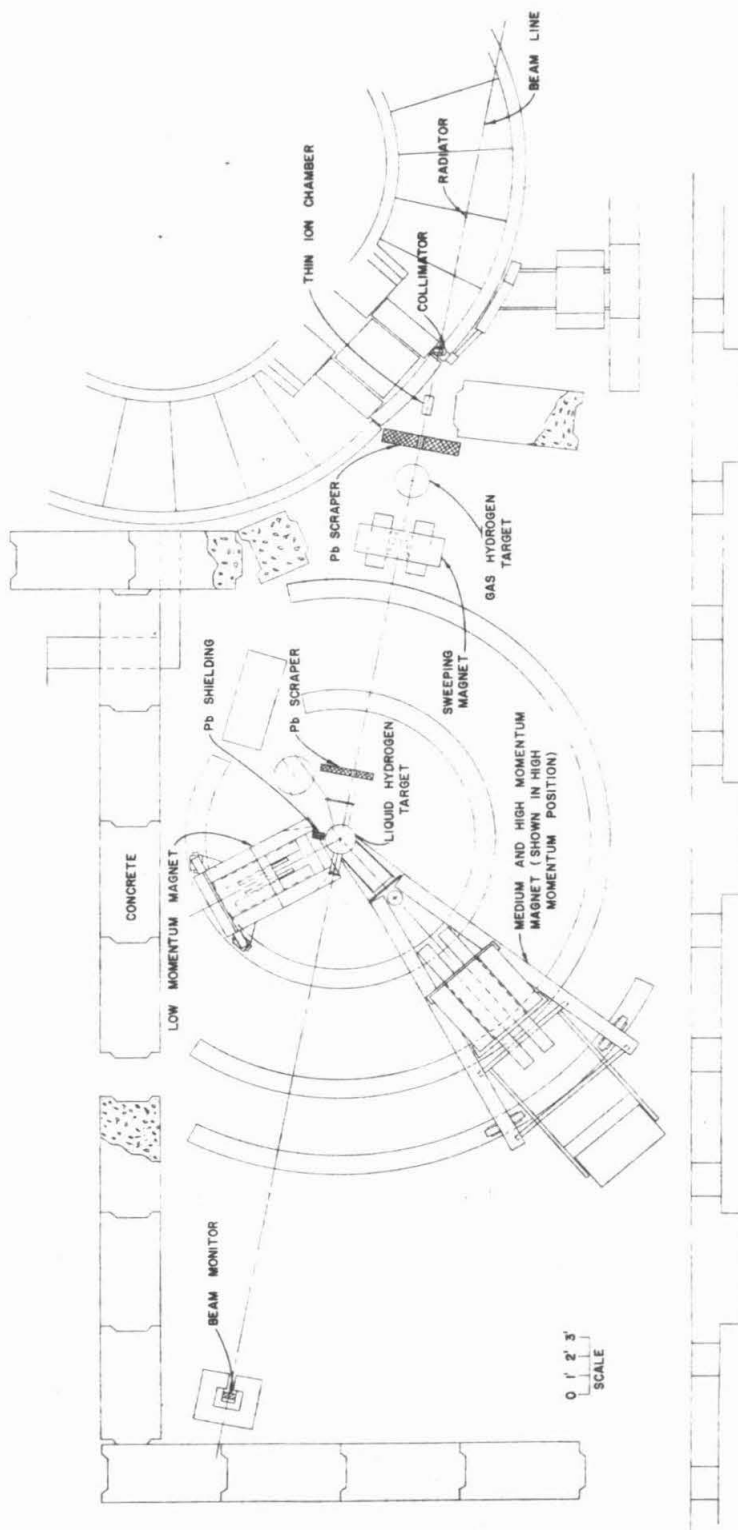 BEAM LINE
RADIATOR
THIN ION CHAMBER
COLLIMATOR
Pb SCRAPER
GAS HYDROGEN
TARGET
SWEEPING
MAGNET
Pb SHIELDING
Pb SCRAPER
LIQUID HYDROGEN
TARGET
MEDIUM AND HIGH MOMENTUM
MAGNET (SHOWN IN HIGH
MOMENTUM POSITION)
CONCRETE
LOW MOMENTUM MAGNET
BEAM MONITOR
0 1' 2' 3'
SCALE